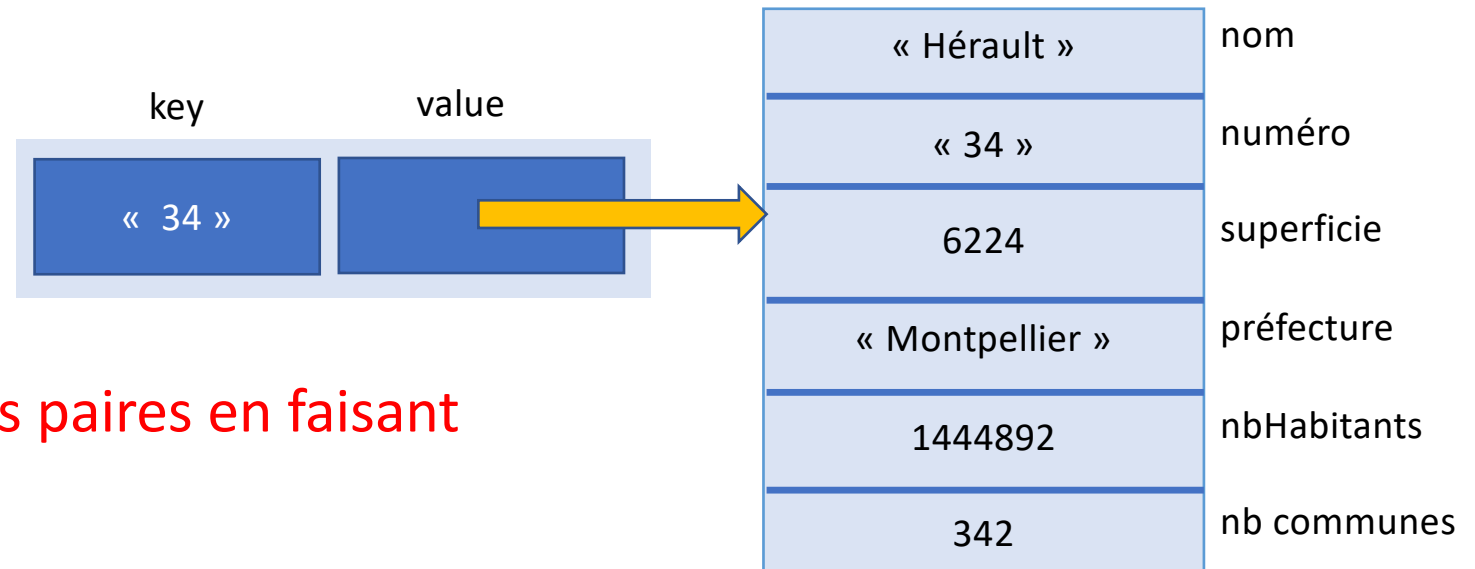 key value
« 34 »
« Hérault » nom
« 34 » numéro
6224 superficie
« Montpellier » préfecture
1444892 nbHabitants
342 nb communes
s paires en faisant